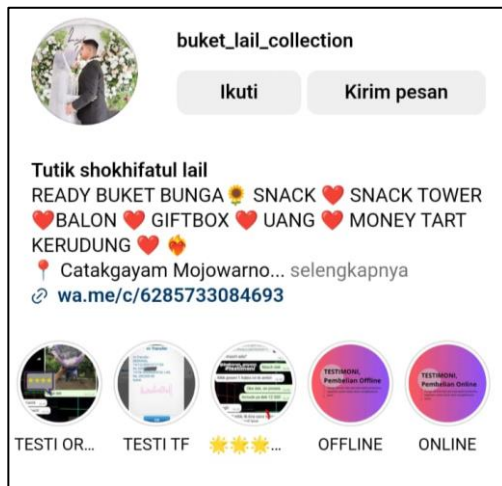 buket_lail_collection
Ikuti Kirim pesan
Tutik shokhifatul lail
READY BUKET BUNGA🌻 SNACK ❤️ SNACK TOWER
❤️BALON ❤️ GIFTBOX ❤️ UANG ❤️ MONEY TART
KERUDUNG ❤️ ❤️‍🔥
📍 Catakgayam Mojowarno... selengkapnya
wa.me/c/6285733084693
TESTIMONI,
Pembelian Offline
TESTIMONI,
Pembelian Online
TESTI OR... TESTI TF 🌟🌟🌟... OFFLINE ONLINE